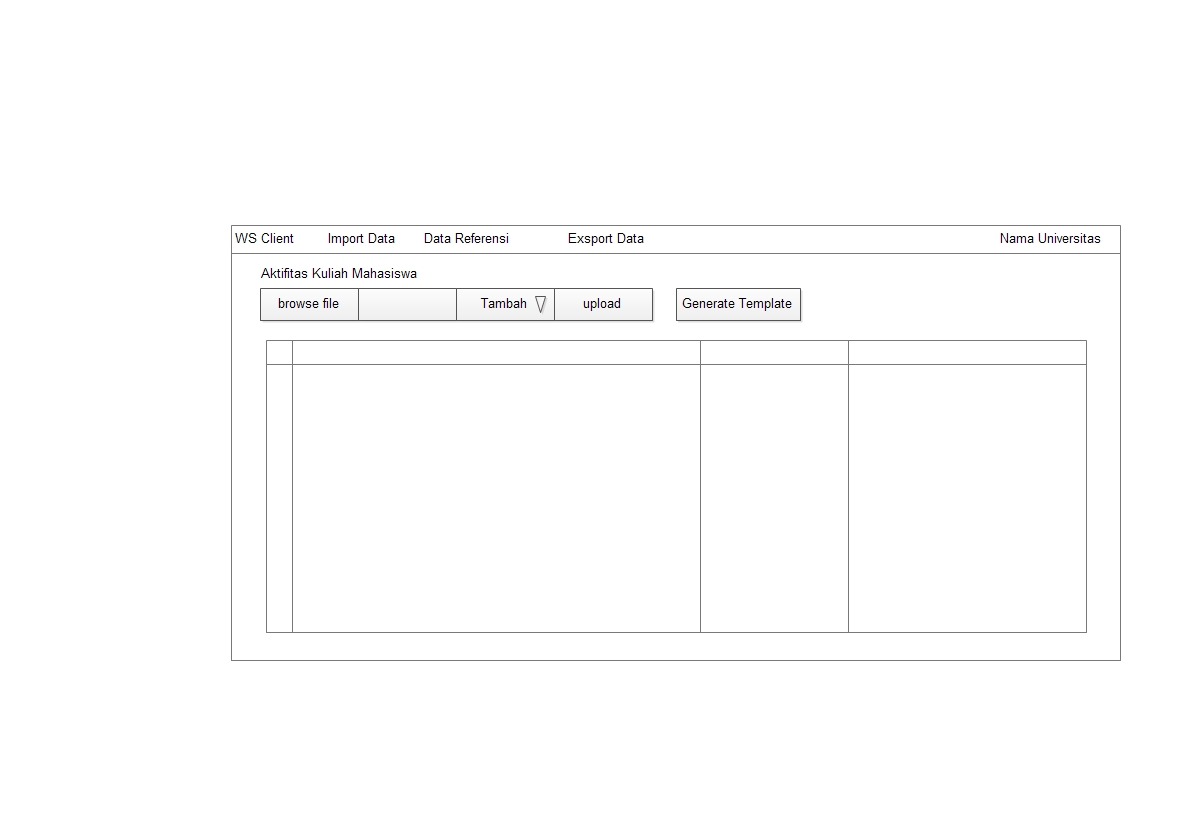 WS Client Import Data Data Referensi Exsport Data Nama Universitas
Aktifitas Kuliah Mahasiswa
browse file Tambah upload Generate Template